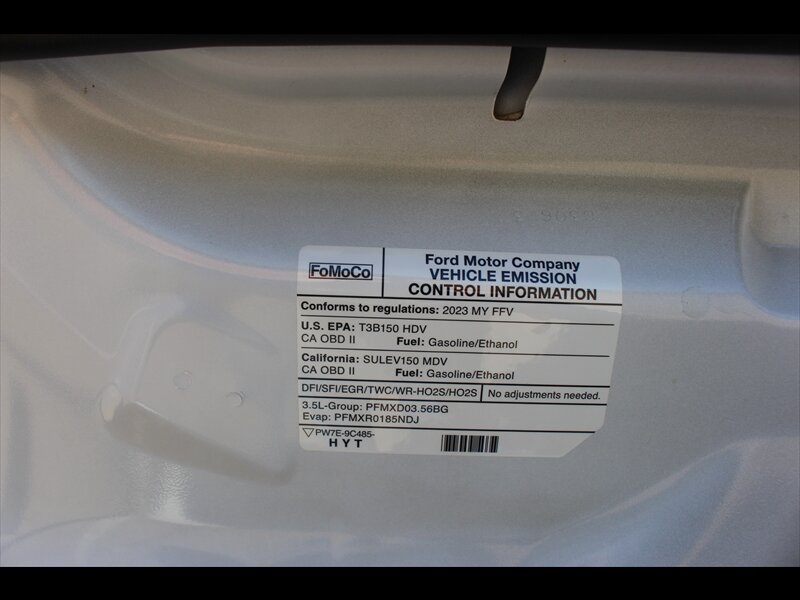 FoMoCo
Ford Motor Company
VEHICLE EMISSION
CONTROL INFORMATION
Conforms to regulations: 2023 MY FFV
U.S. EPA: T3B150 HDV
CA OBD II Fuel: Gasoline/Ethanol
California: SULEV150 MDV
CA OBD II Fuel: Gasoline/Ethanol
DFI/SFI/EGR/TWC/WR-HO2S/HO2S No adjustments needed.
3.5L-Group: PFMXD03.56BG
Evap: PFMXR0185NDJ
PW7E-9C485-
HYT